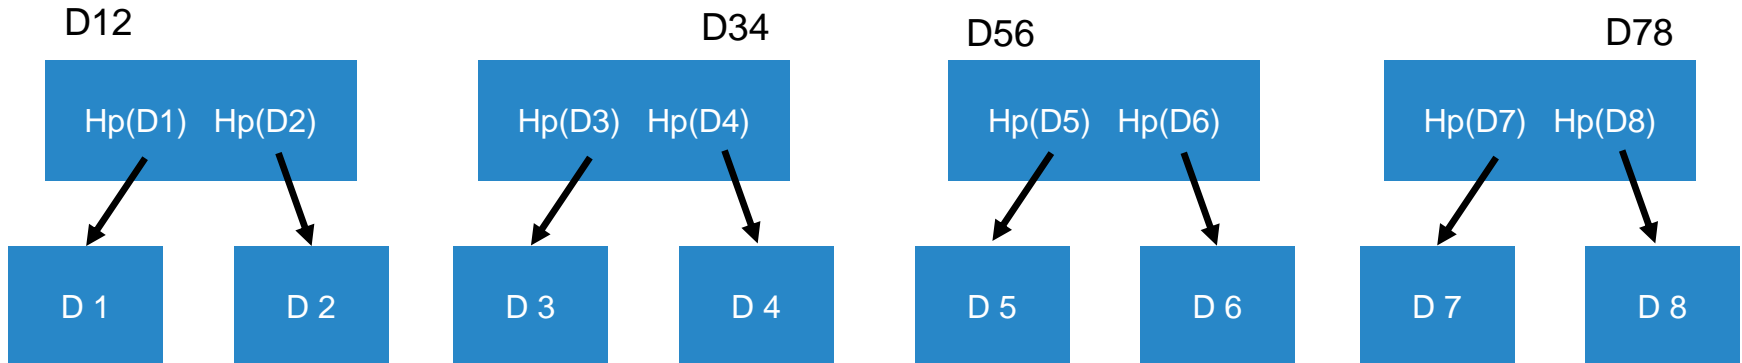 D12
D34
D56
D78
Hp(D1) Hp(D2)
Hp(D3) Hp(D4)
Hp(D5) Hp(D6)
Hp(D7) Hp(D8)
D 1
D 2
D 3
D 4
D 5
D 6
D 7
D 8